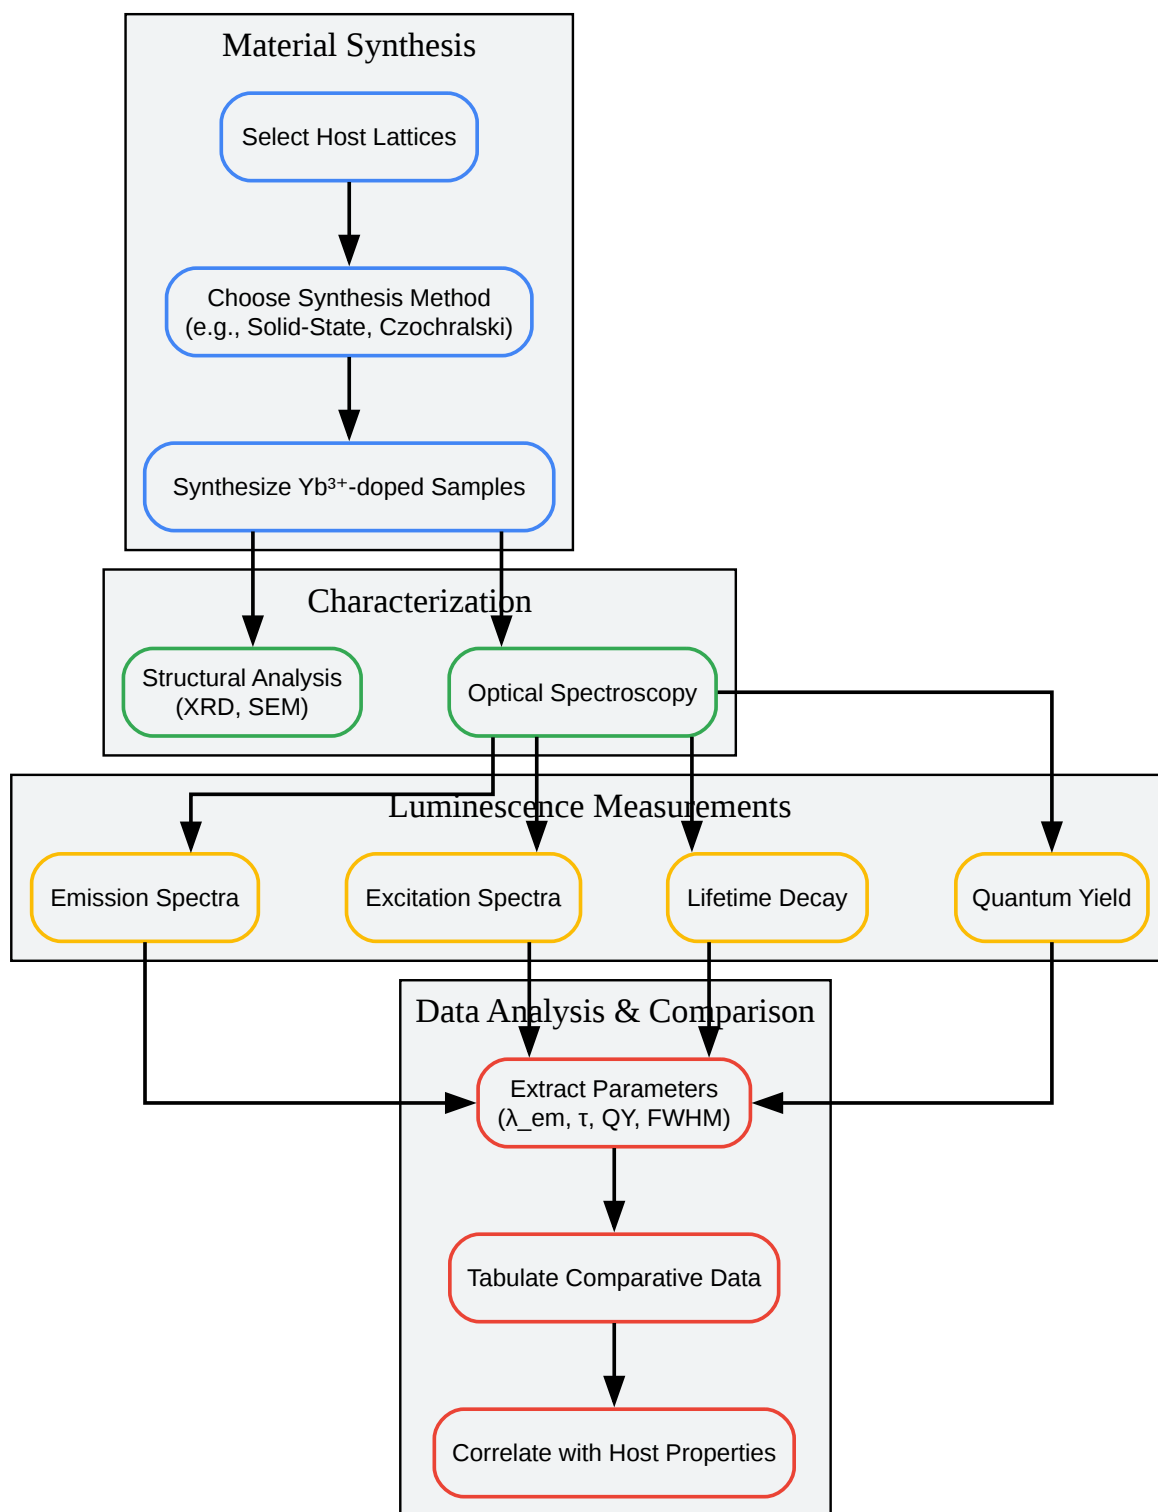 Material Synthesis
Select Host Lattices
Choose Synthesis Method
(e.g., Solid-State, Czochralski)
Synthesize Yb³⁺-doped Samples
Characterization
Structural Analysis
(XRD, SEM)
Optical Spectroscopy
Luminescence Measurements
Emission Spectra
Excitation Spectra
Lifetime Decay
Quantum Yield
Data Analysis & Comparison
Extract Parameters
(λ_em, τ, QY, FWHM)
Tabulate Comparative Data
Correlate with Host Properties